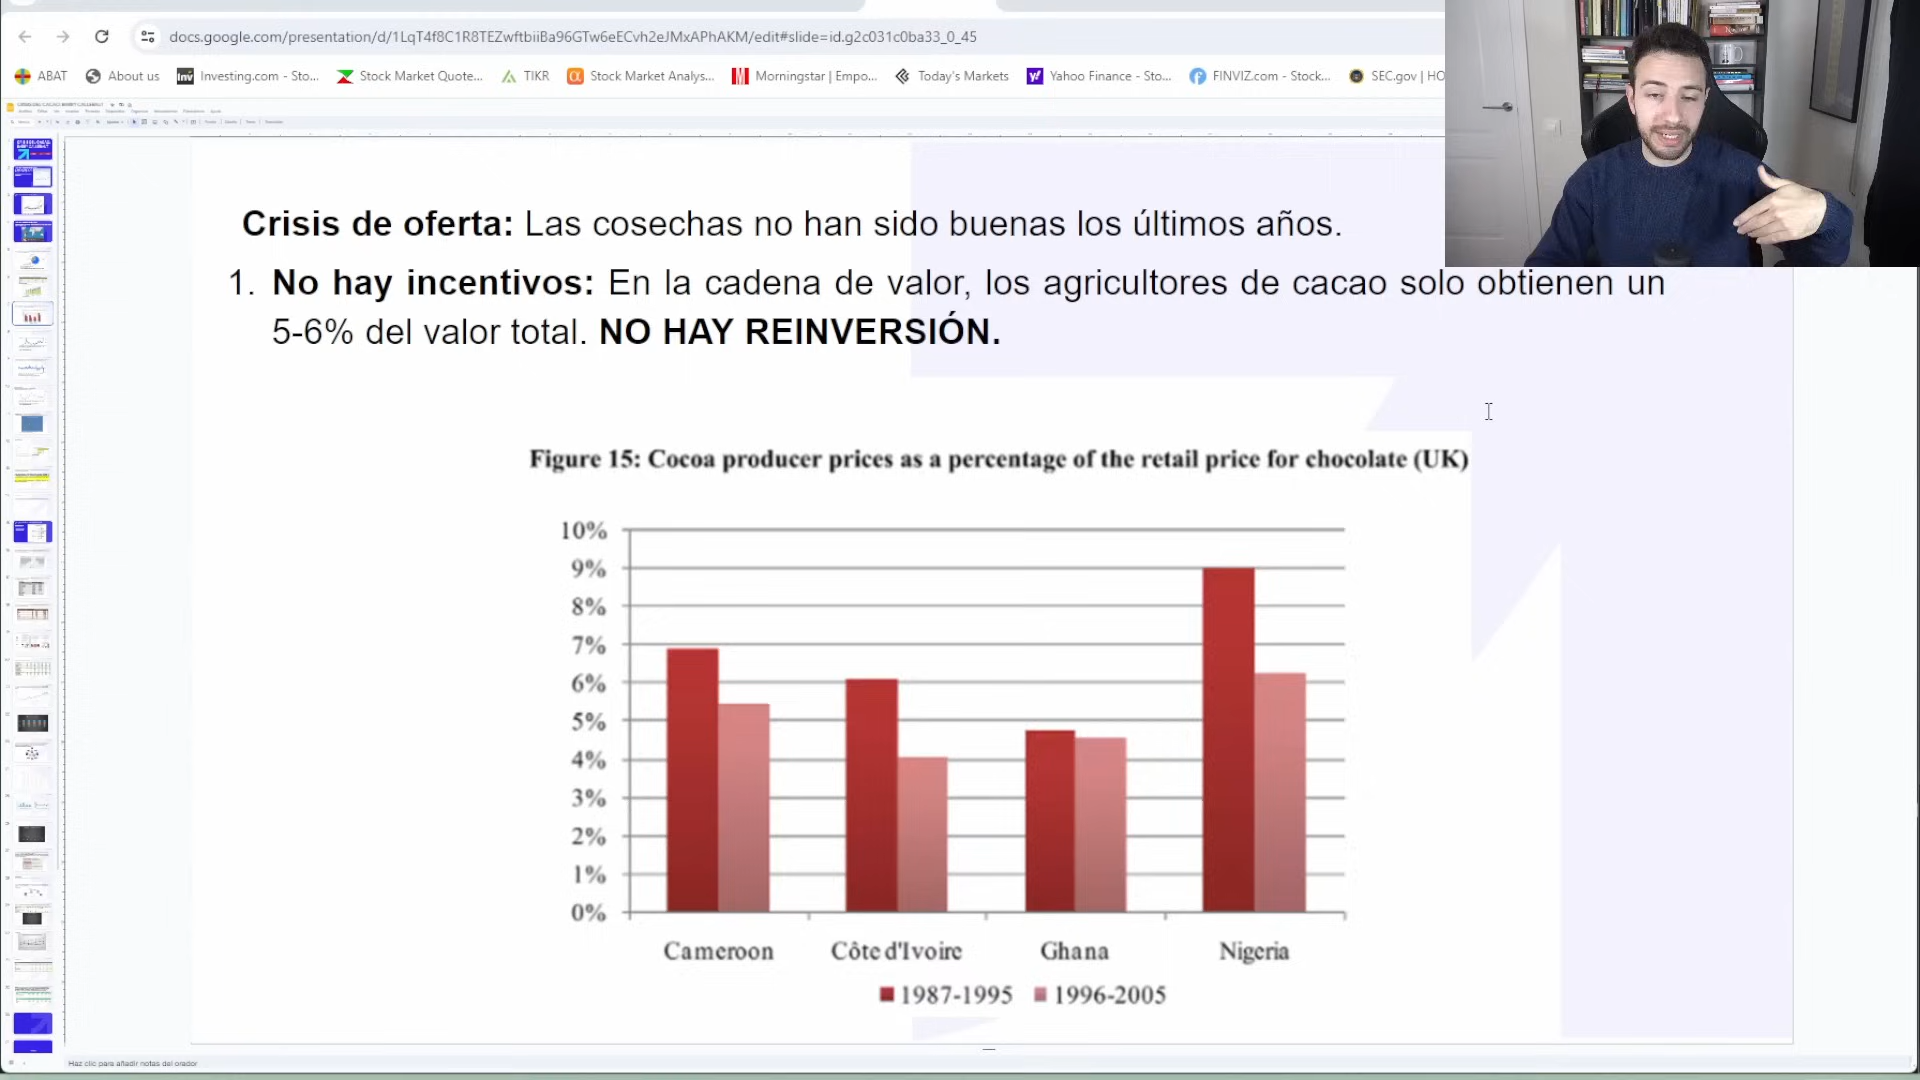 docs.google.com/presentation/d/1LqT4f8C1R8TEZwftbiiBa96GTw6eECvh2eJMxAPhAKM/edit#slide=id.g2c031c0ba33_0_45
ABAT About us Investing.com - Sto... Stock Market Quote... TIKR Stock Market Analys... Morningstar | Empo... Today's Markets Yahoo Finance - Sto... FINVIZ.com - Stock... SEC.gov | HO
Crisis de oferta: Las cosechas no han sido buenas los últimos años.
1. No hay incentivos: En la cadena de valor, los agricultores de cacao solo obtienen un
5-6% del valor total. NO HAY REINVERSIÓN.
Figure 15: Cocoa producer prices as a percentage of the retail price for chocolate (UK)
10%
9%
8%
7%
6%
5%
4%
3%
2%
1%
0%
Cameroon Côte d'Ivoire Ghana Nigeria
1987-1995 1996-2005
Haz clic para añadir notas del orador